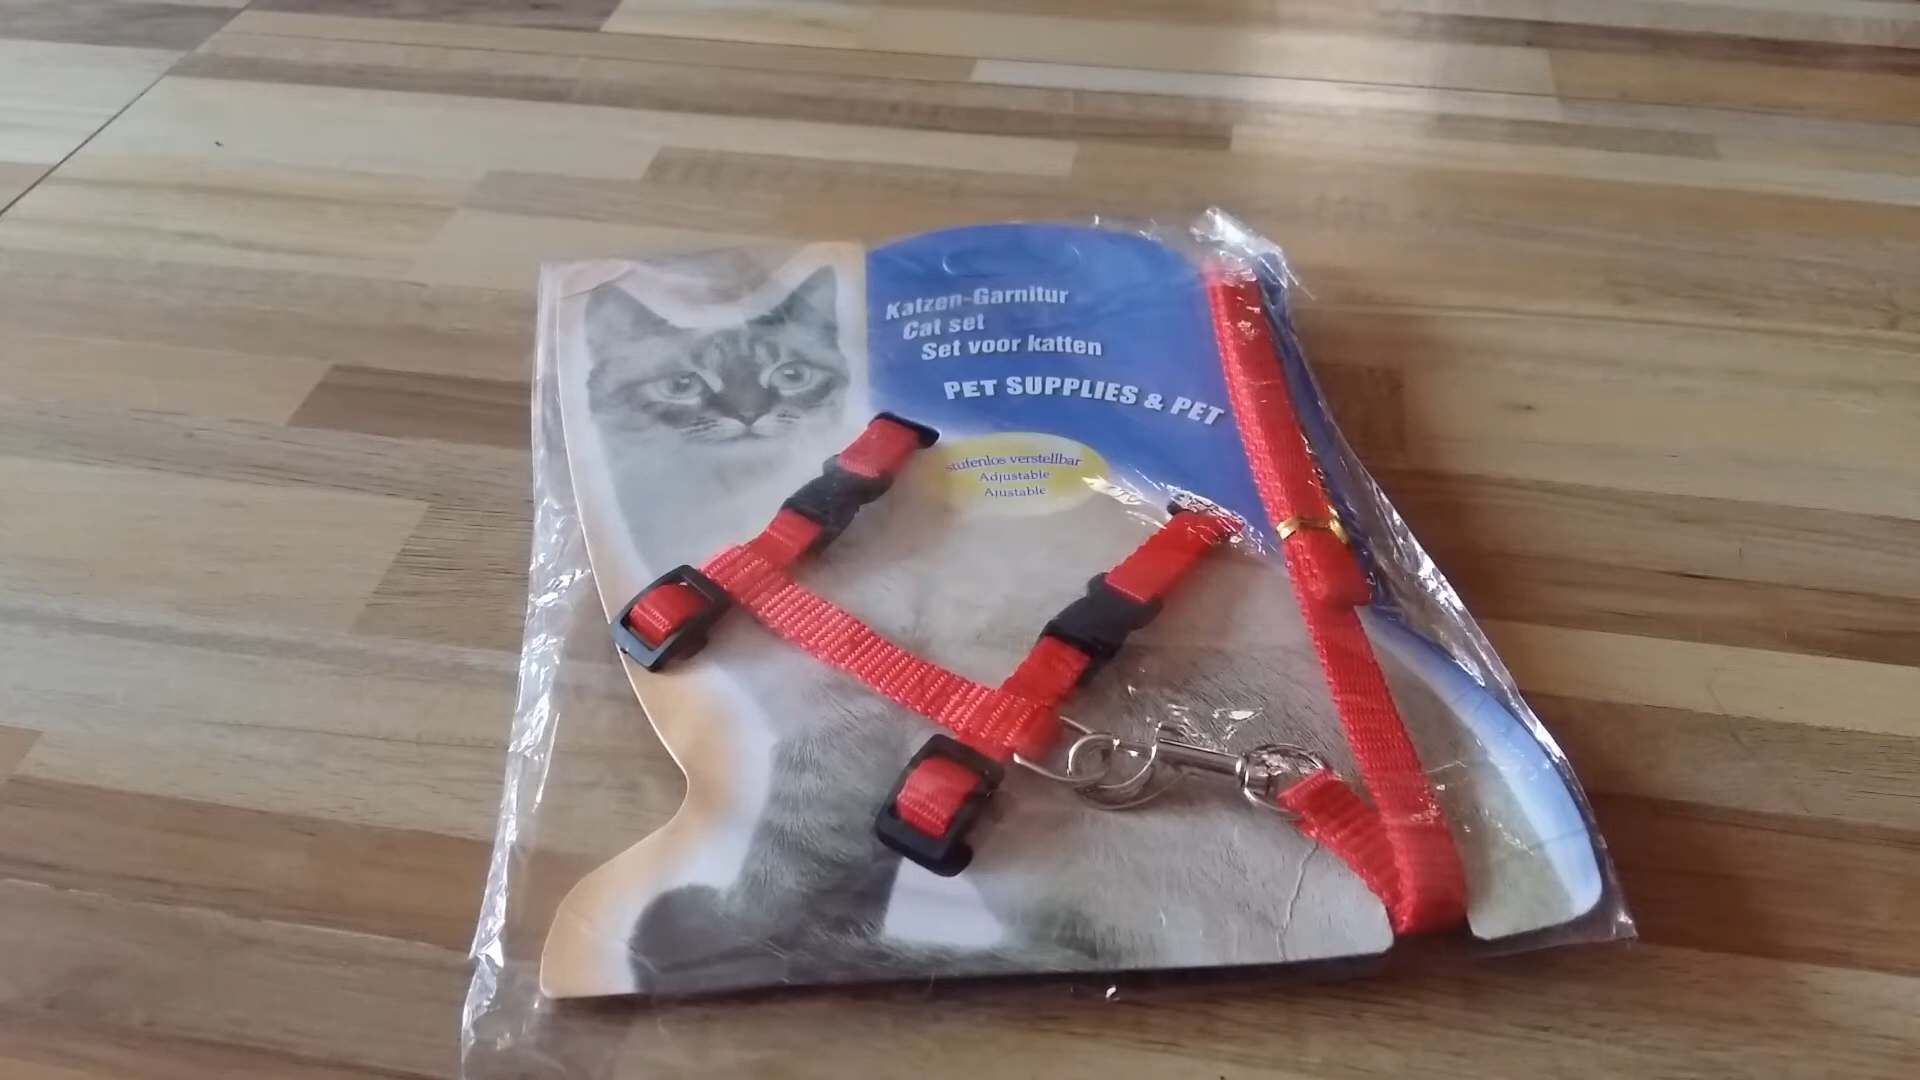 Katzen-Garnitur
Cat set
Set voor katten
PET SUPPLIES & PET
stufenlos verstellbar
Adjustable
Ajustable